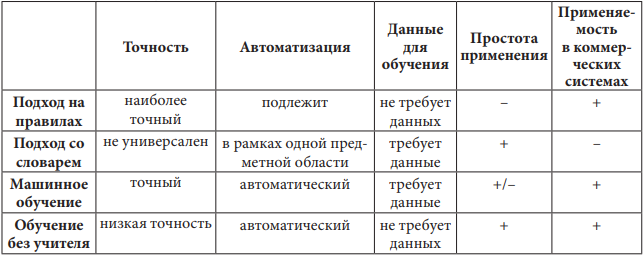 Точность
Автоматизация
Данные
для
обучения
Простота
применения
Применяе-
мость
в коммер-
ческих
системах
Подход на
правилах
наиболее
точный
подлежит
не требует
данных
–
+
Подход со
словарем
не универсален
в рамках одной пред-
метной области
требует
данные
+
–
Машинное
обучение
точный
автоматический
требует
данные
+/–
+
Обучение
без учителя
низкая точность
автоматический
не требует
данных
+
+